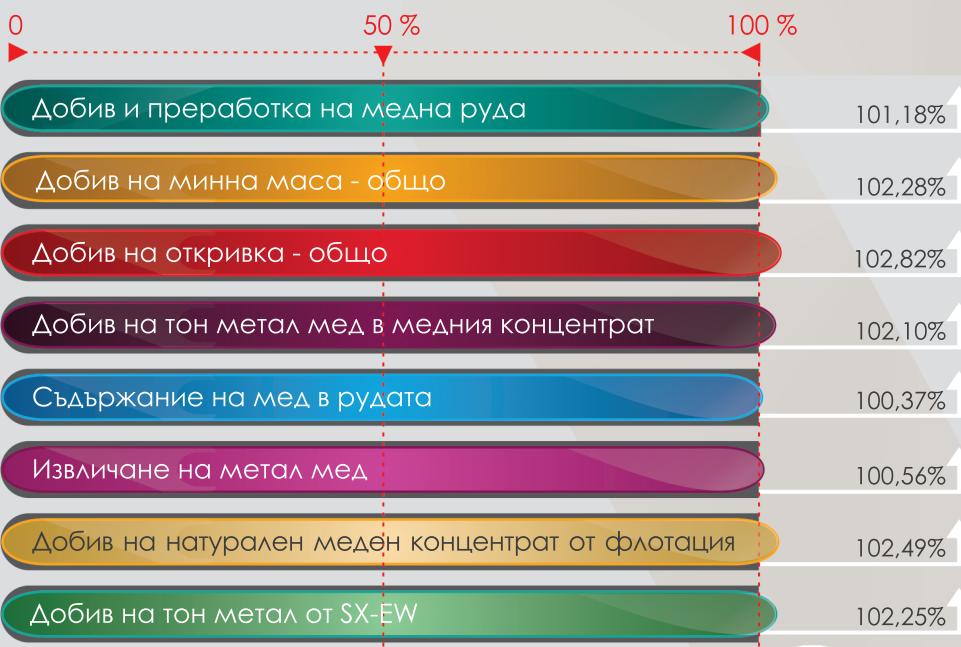 0 50 % 100 %
Добив и преработка на медна руда 101,18%
Добив на минна маса - общо 102,28%
Добив на откривка - общо 102,82%
Добив на тон метал мед в медния концентрат 102,10%
Съдържание на мед в рудата 100,37%
Извличане на метал мед 100,56%
Добив на натурален меден концентрат от флотация 102,49%
Добив на тон метал от SX-EW 102,25%